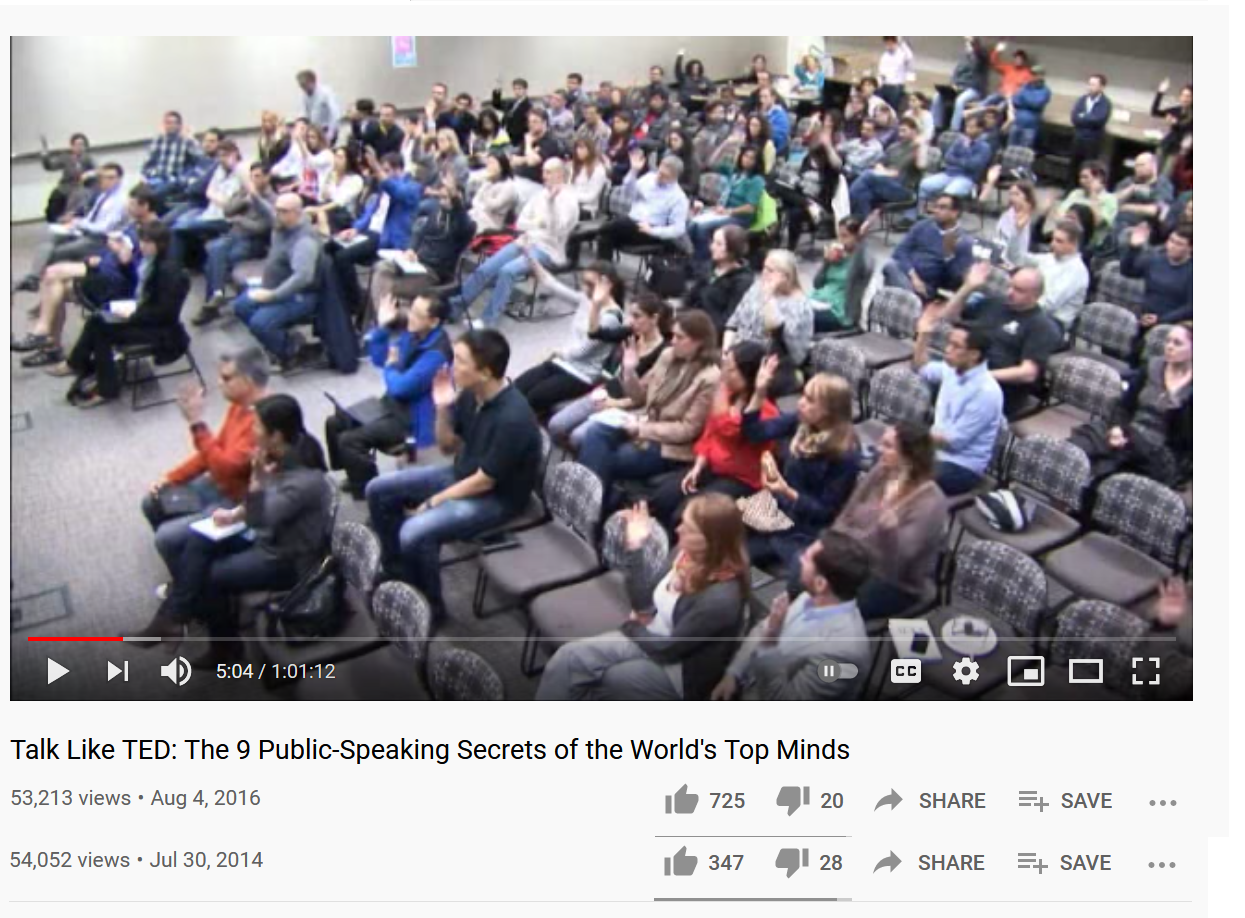 5:04 / 1:01:12
CC
Talk Like TED: The 9 Public-Speaking Secrets of the World's Top Minds
53,213 views • Aug 4, 2016 725 20 SHARE SAVE
54,052 views • Jul 30, 2014 347 28 SHARE SAVE